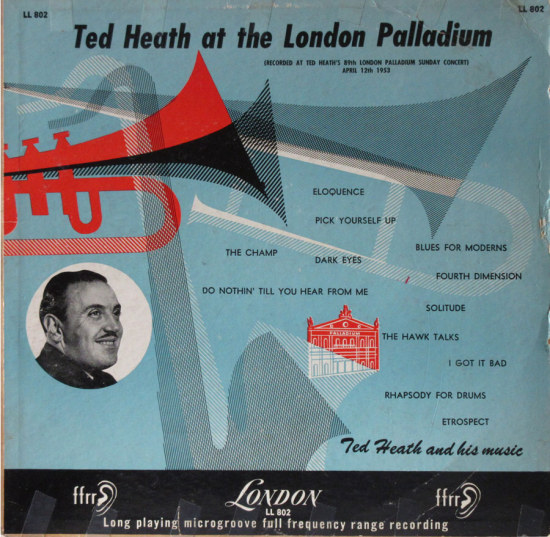 LL 802
LL 802
Ted Heath at the London Palladium
(RECORDED AT TED HEATH'S 89th LONDON PALLADIUM SUNDAY CONCERT)
APRIL 12th 1953
ELOQUENCE
PICK YOURSELF UP
BLUES FOR MODERNS
THE CHAMP
DARK EYES
FOURTH DIMENSION
DO NOTHIN' TILL YOU HEAR FROM ME
SOLITUDE
PALLADIUM
THE HAWK TALKS
I GOT IT BAD
RHAPSODY FOR DRUMS
ETROSPECT
Ted Heath and his music
ffrr
LONDON
ffrr
LL 802
Long playing microgroove full frequency range recording